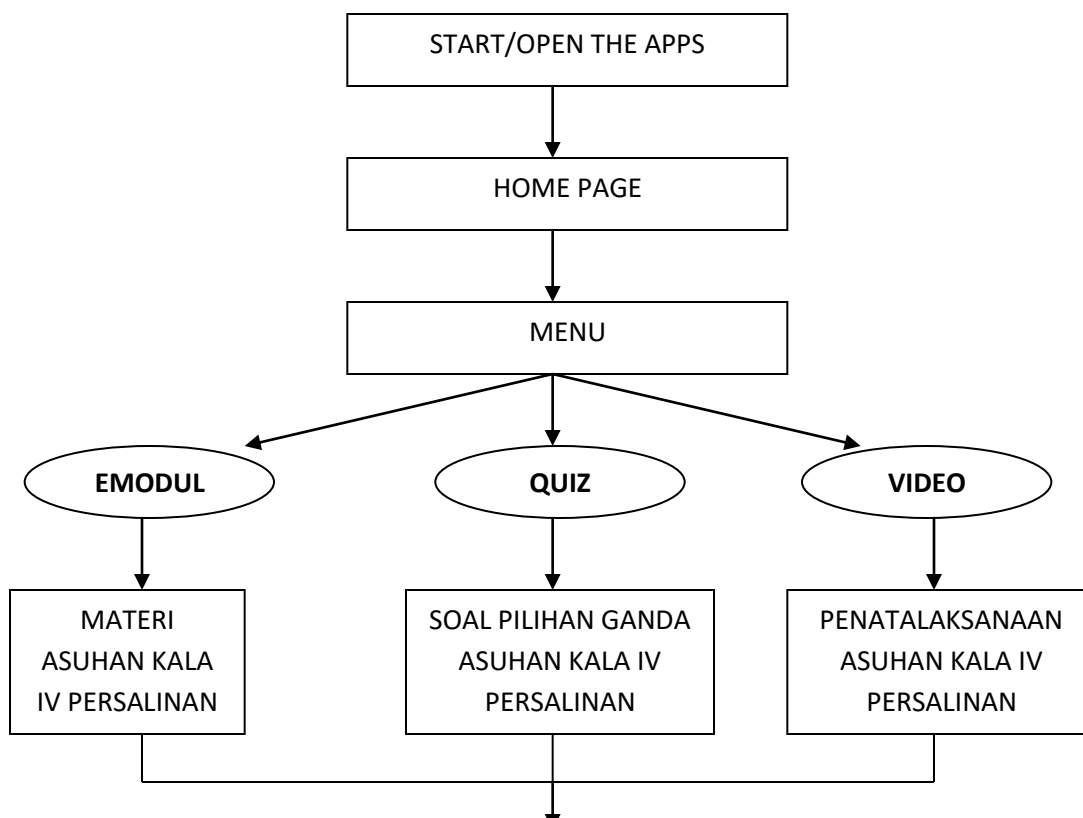 START/OPEN THE APPS
HOME PAGE
MENU
EMODUL
QUIZ
VIDEO
MATERI
ASUHAN KALA
IV PERSALINAN
SOAL PILIHAN GANDA
ASUHAN KALA IV
PERSALINAN
PENATALAKSANAAN
ASUHAN KALA IV
PERSALINAN